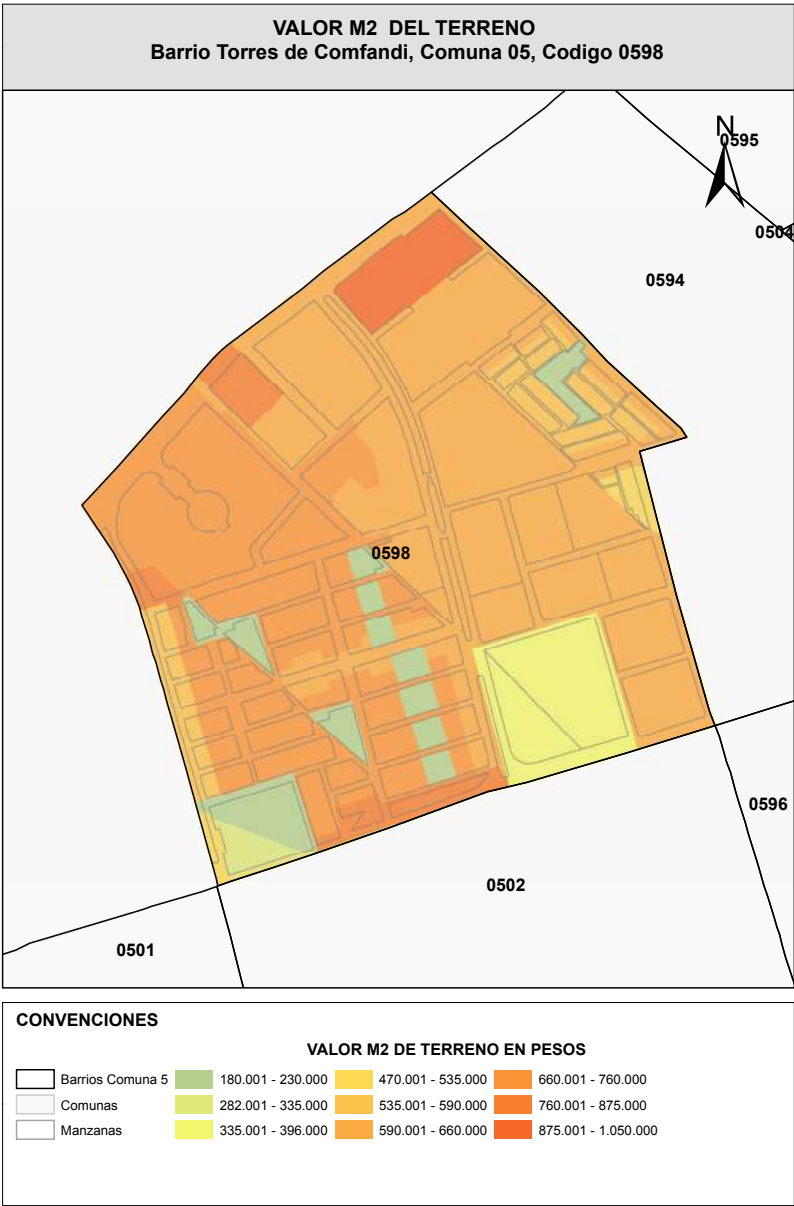 VALOR M2 DEL TERRENO
Barrio Torres de Comfandi, Comuna 05, Codigo 0598
N
0595
0504
0594
0598
0596
0502
0501
CONVENCIONES
VALOR M2 DE TERRENO EN PESOS
Barrios Comuna 5 180.001 - 230.000 470.001 - 535.000 660.001 - 760.000
Comunas 282.001 - 335.000 535.001 - 590.000 760.001 - 875.000
Manzanas 335.001 - 396.000 590.001 - 660.000 875.001 - 1.050.000